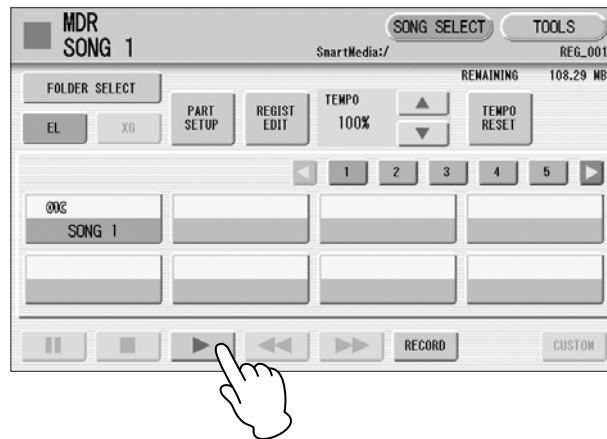 MDR
SONG 1
SONG SELECT
TOOLS
SmartMedia:/
REG_001
REMAINING
108.29 MB
FOLDER SELECT
EL
XG
PART
SETUP
REGIST
EDIT
TEMPO
100%
TEMPO
RESET
1
2
3
4
5
001
SONG 1
RECORD
CUSTOM